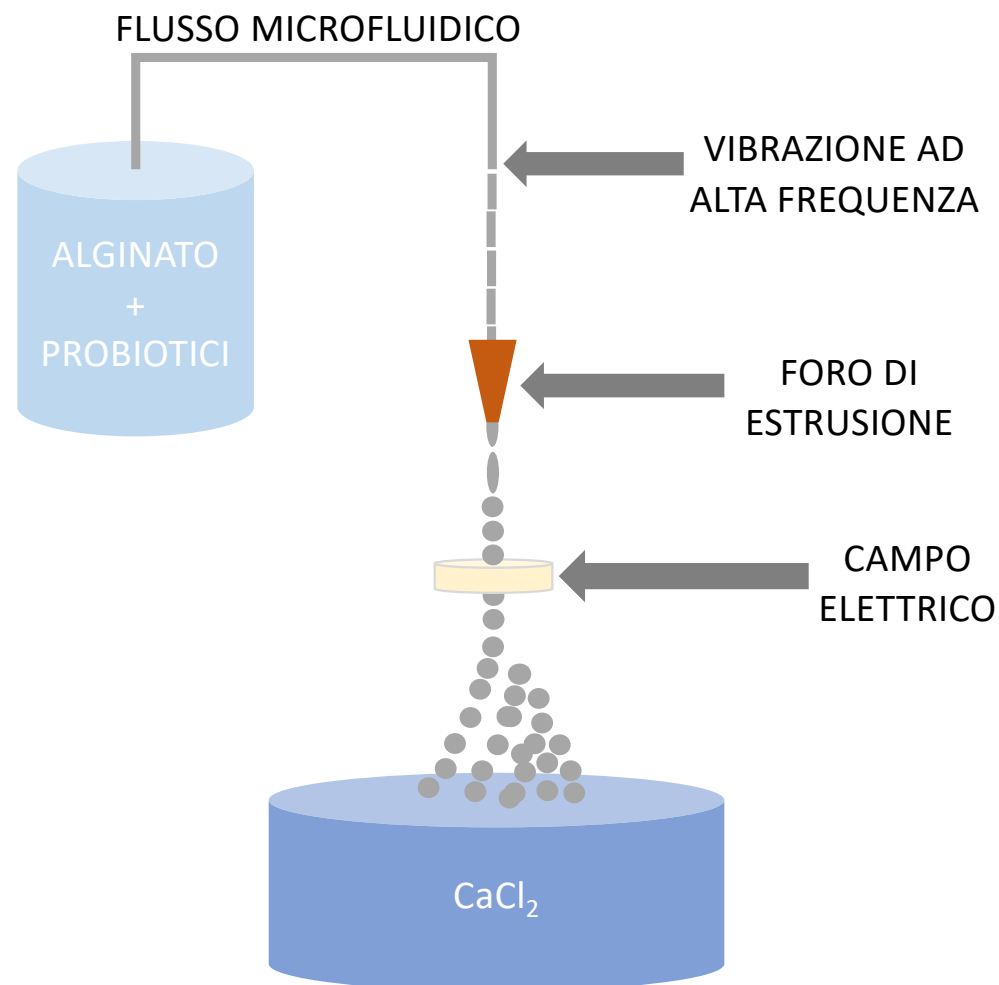 FLUSSO MICROFLUIDICO
VIBRAZIONE AD
ALTA FREQUENZA
ALGINATO
+
PROBIOTICI
FORO DI
ESTRUSIONE
CAMPO
ELETTRICO
CaCl₂